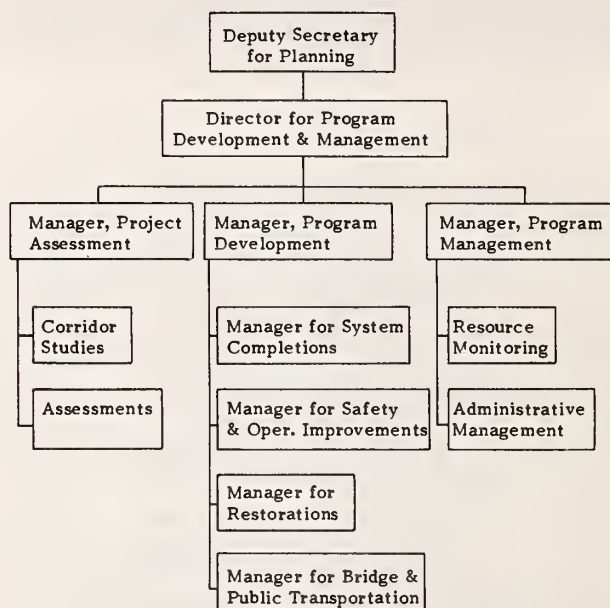 Deputy Secretary
for Planning
Director for Program
Development & Management
Manager, Project
Assessment
Manager, Program
Development
Manager, Program
Management
Corridor
Studies
Assessments
Manager for System
Completions
Manager for Safety
& Oper. Improvements
Manager for
Restorations
Manager for Bridge &
Public Transportation
Resource
Monitoring
Administrative
Management